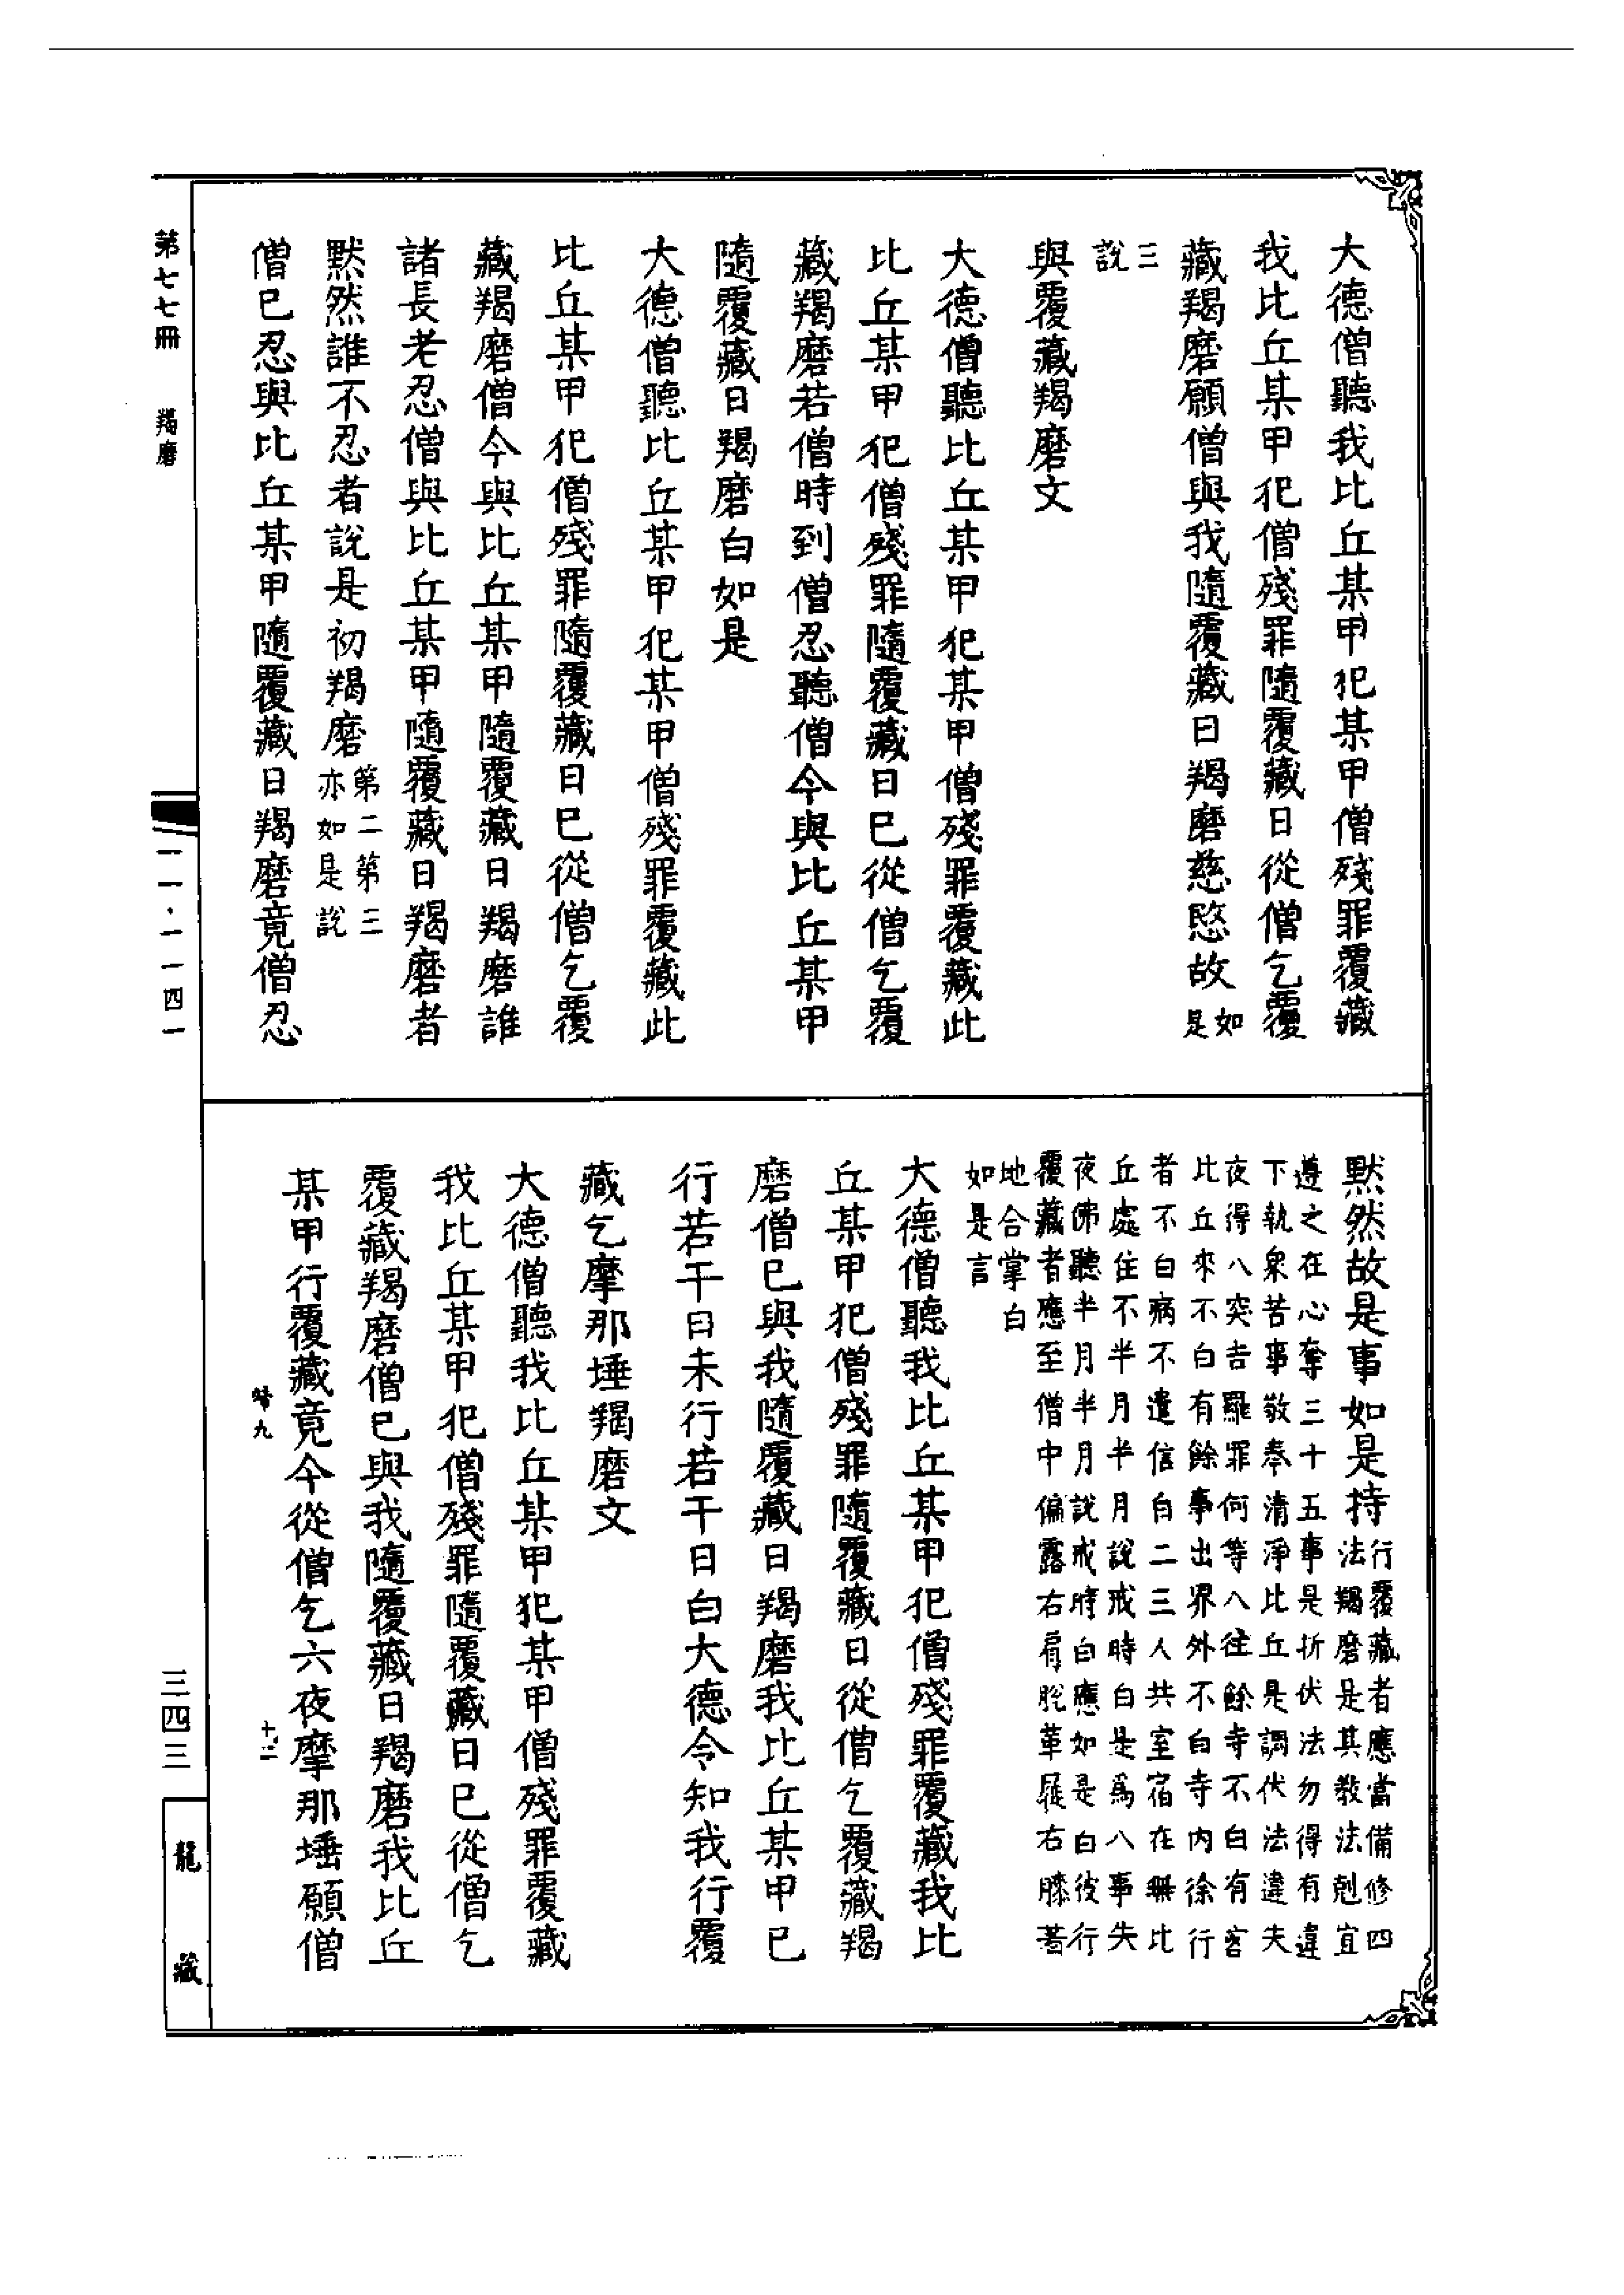 大德僧聽我比丘某甲犯某甲僧殘罪覆藏
我比丘某甲犯僧殘罪隨覆藏日從僧乞覆
藏羯磨願僧與我隨覆藏日羯磨慈愍故如是
三說
與覆藏羯磨文
大德僧聽比丘某甲犯某甲僧殘罪覆藏此
比丘某甲犯僧殘罪隨覆藏日巳從僧乞覆
藏羯磨若僧時到僧忍聽僧今與比丘某甲
隨覆藏日羯磨白如是
大德僧聽比丘某甲犯某甲僧殘罪覆藏此
比丘某甲犯僧殘罪隨覆藏日巳從僧乞覆
藏羯磨僧今與比丘某甲隨覆藏日羯磨誰
諸長老忍僧與比丘某甲隨覆藏日羯磨者
默然誰不忍者說是初羯磨第二第三亦如是說
僧巳忍與比丘某甲隨覆藏日羯磨竟僧忍
默然故是事如是持行覆藏者應當備修四
法羯磨是其教法剋宜
遵之在心奪三十五事是折伏法勿得有違
下執衆苦事敬奉清淨比丘是調伏法違失
夜得八突吉羅罪何等八往餘寺不白有客
比丘來不白有餘事出界外不白寺內徐行
者不白病不遣信白二三人共室宿在無比
丘處住不半月半月說戒時白是爲八事失
夜佛聽半月半月說戒時白應如是白彼行
覆藏者應至僧中偏露右肩脫革屣右膝著
地合掌白
如是言
大德僧聽我比丘某甲犯僧殘罪覆藏我比
丘某甲犯僧殘罪隨覆藏日從僧乞覆藏羯
磨僧巳與我隨覆藏日羯磨我比丘某甲巳
行若干日未行若干日白大德令知我行覆
藏乞摩那埵羯磨文
大德僧聽我比丘某甲犯某甲僧殘罪覆藏
我比丘某甲犯僧殘罪隨覆藏日巳從僧乞
覆藏羯磨僧巳與我隨覆藏日羯磨我比丘
某甲行覆藏竟今從僧乞六夜摩那埵願僧
九
十二
第七七冊 羯磨
一一一·一一四一
三四三
龍藏